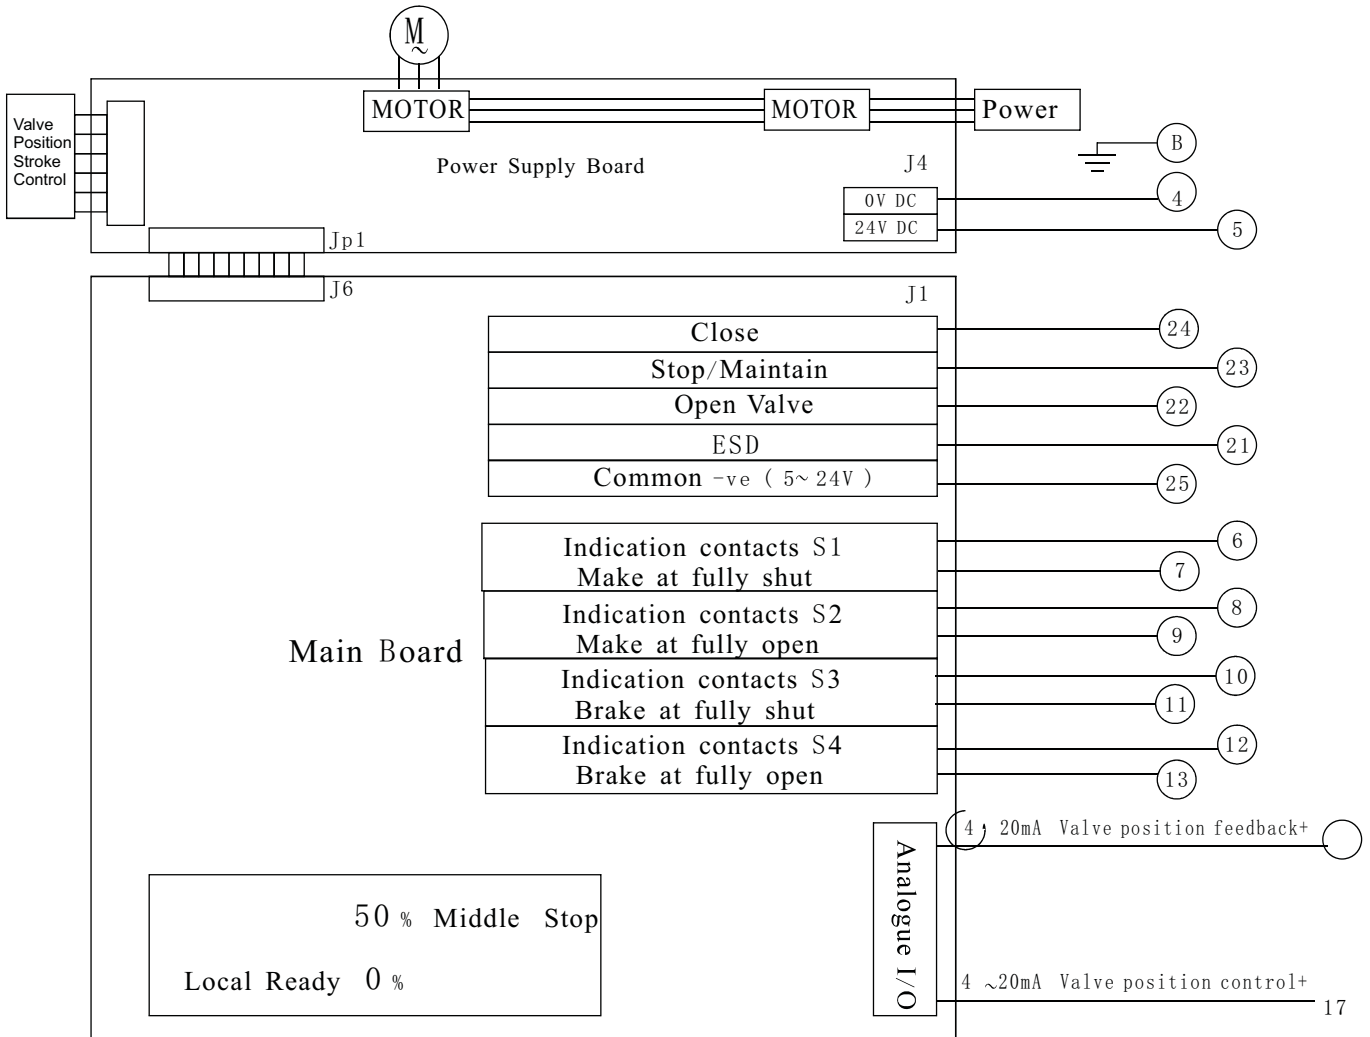 M
~
MOTOR
MOTOR
Power
Valve
Position
Stroke
Control
Power Supply Board
J4
B
0V DC
4
24V DC
5
Jp1
J6
J1
Close
24
Stop/Maintain
23
Open Valve
22
ESD
21
Common -ve ( 5~24V )
25
Indication contacts S1
6
Make at fully shut
7
Indication contacts S2
8
Make at fully open
9
Main Board
Indication contacts S3
10
Brake at fully shut
11
Indication contacts S4
12
Brake at fully open
13
4 20mA Valve position feedback+
Analogue I/O
50 % Middle Stop
Local Ready 0 %
4 ~20mA Valve position control+
17